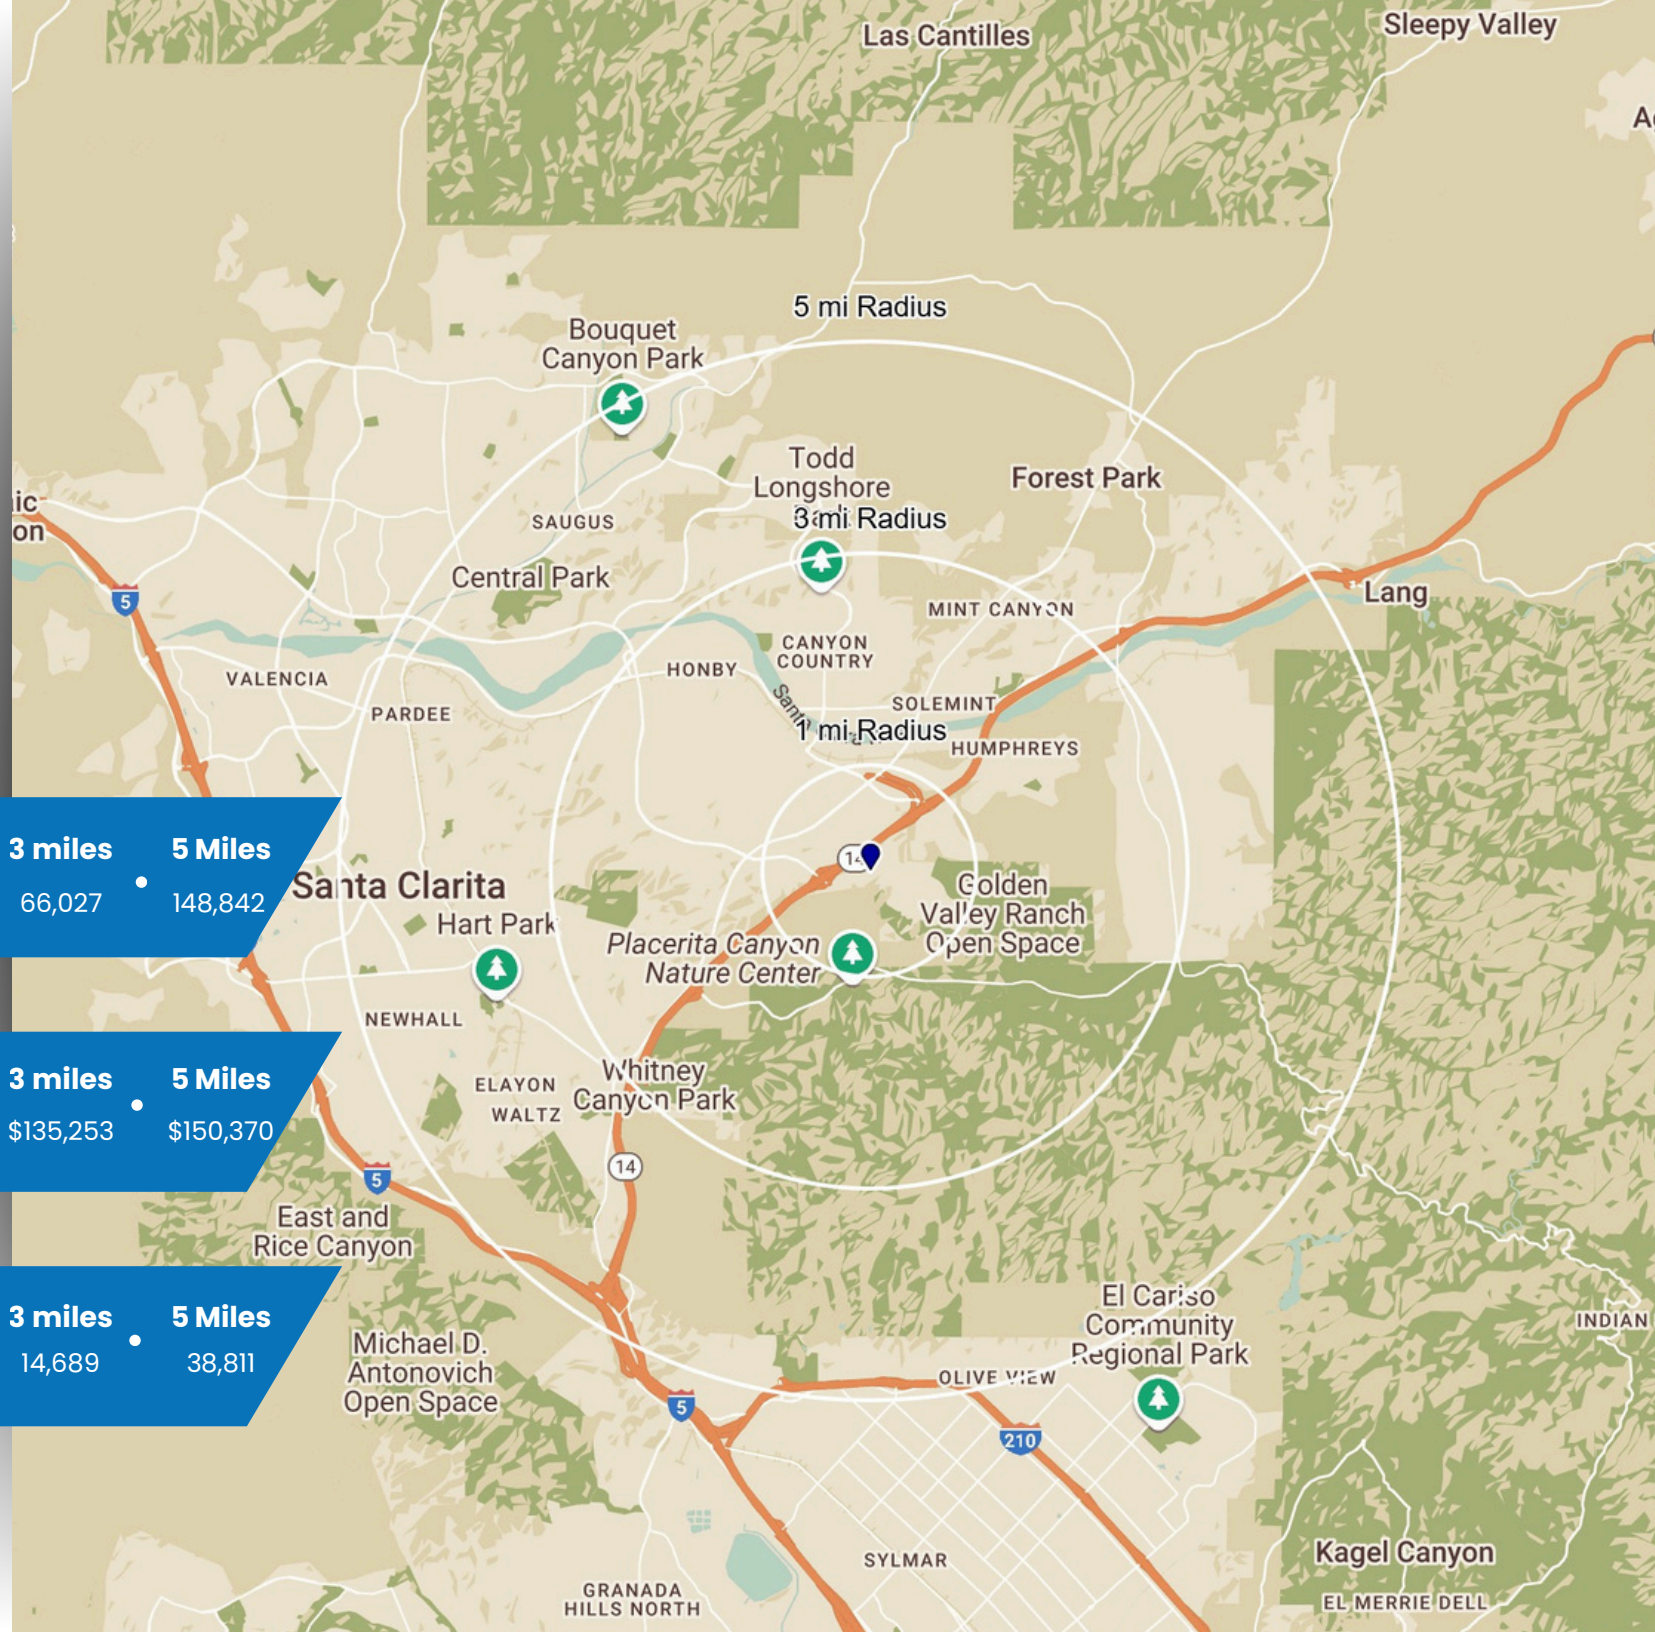 Las Cantilles
Sleepy Valley
5 mi Radius
Bouquet
Canyon Park
Todd
Longshore
3 mi Radius
Forest Park
SAUGUS
Central Park
5
MINT CANYON
Lang
CANYON
COUNTRY
HONBY
VALENCIA
PARDEE
Santa
SOLEMINT
1 mi Radius
HUMPHREYS
3 miles
5 Miles
66,027
148,842
Santa Clarita
Hart Park
14
Golden
Valley Ranch
Open Space
Placerita Canyon
Nature Center
NEWHALL
3 miles
5 Miles
$135,253
$150,370
ELAYON
WALTZ
Whitney
Canyon Park
14
5
East and
Rice Canyon
3 miles
5 Miles
14,689
38,811
Michael D.
Antonovich
Open Space
El Cariso
Community
Regional Park
INDIAN
OLIVE VIEW
5
210
SYLMAR
GRANADA
HILLS NORTH
Kagel Canyon
EL MERRIE DELL